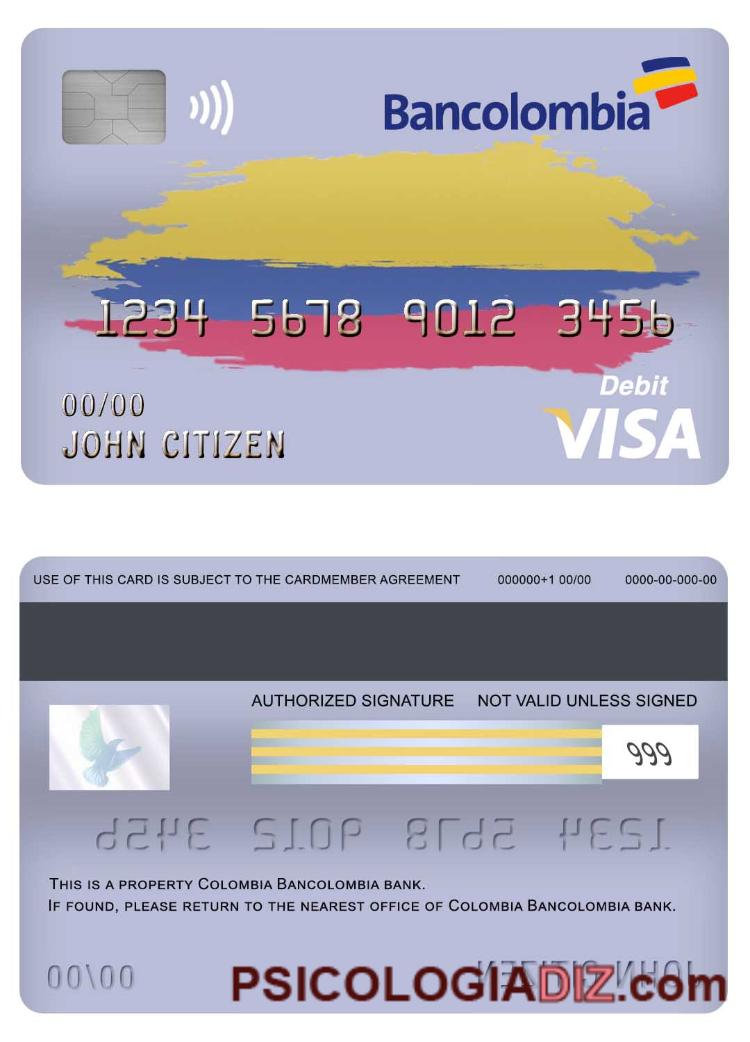 Bancolombia
1234 5678 9012 3456
Debit
00/00
VISA
JOHN CITIZEN
USE OF THIS CARD IS SUBJECT TO THE CARDMEMBER AGREEMENT 000000+1 00/00 0000-00-000-00
AUTHORIZED SIGNATURE NOT VALID UNLESS SIGNED
999
1234 5678 9012 3456
THIS IS A PROPERTY COLOMBIA BANCOLOMBIA BANK.
IF FOUND, PLEASE RETURN TO THE NEAREST OFFICE OF COLOMBIA BANCOLOMBIA BANK.
00/00 JOHN CITIZEN
PSICOLOGIADIZ.com